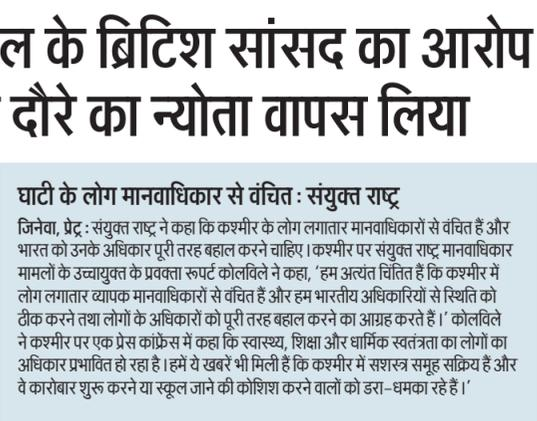 ल के ब्रिटिश सांसद का आरोप
दौरे का न्योता वापस लिया
घाटी के लोग मानवाधिकार से वंचित : संयुक्त राष्ट्र
जिनेवा, प्रेट्र : संयुक्त राष्ट्र ने कहा कि कश्मीर के लोग लगातार मानवाधिकारों से वंचित हैं और
भारत को उनके अधिकार पूरी तरह बहाल करने चाहिए। कश्मीर पर संयुक्त राष्ट्र मानवाधिकार
मामलों के उच्चायुक्त के प्रवक्ता रूपर्ट कोलविले ने कहा, ‘हम अत्यंत चिंतित हैं कि कश्मीर में
लोग लगातार व्यापक मानवाधिकारों से वंचित हैं और हम भारतीय अधिकारियों से स्थिति को
ठीक करने तथा लोगों के अधिकारों को पूरी तरह बहाल करने का आग्रह करते हैं।’ कोलविले
ने कश्मीर पर एक प्रेस कांफ्रेंस में कहा कि स्वास्थ्य, शिक्षा और धार्मिक स्वतंत्रता का लोगों का
अधिकार प्रभावित हो रहा है। हमें ये खबरें भी मिली हैं कि कश्मीर में सशस्त्र समूह सक्रिय हैं और
वे कारोबार शुरू करने या स्कूल जाने की कोशिश करने वालों को डरा-धमका रहे हैं।’